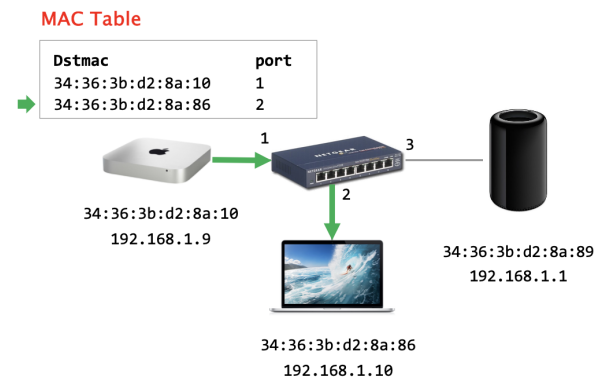 MAC Table
Dstmac port
34:36:3b:d2:8a:10 1
34:36:3b:d2:8a:86 2
1
3
NETGEAR
2
34:36:3b:d2:8a:10
192.168.1.9
34:36:3b:d2:8a:89
192.168.1.1
34:36:3b:d2:8a:86
192.168.1.10